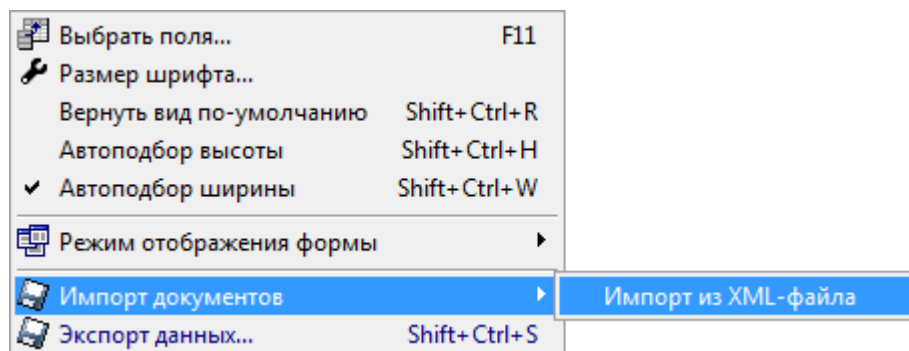 Выбрать поля... F11
Размер шрифта...
Вернуть вид по-умолчанию Shift+Ctrl+R
Автоподбор высоты Shift+Ctrl+H
Автоподбор ширины Shift+Ctrl+W
Режим отображения формы
Импорт документов Импорт из XML-файла
Экспорт данных... Shift+Ctrl+S